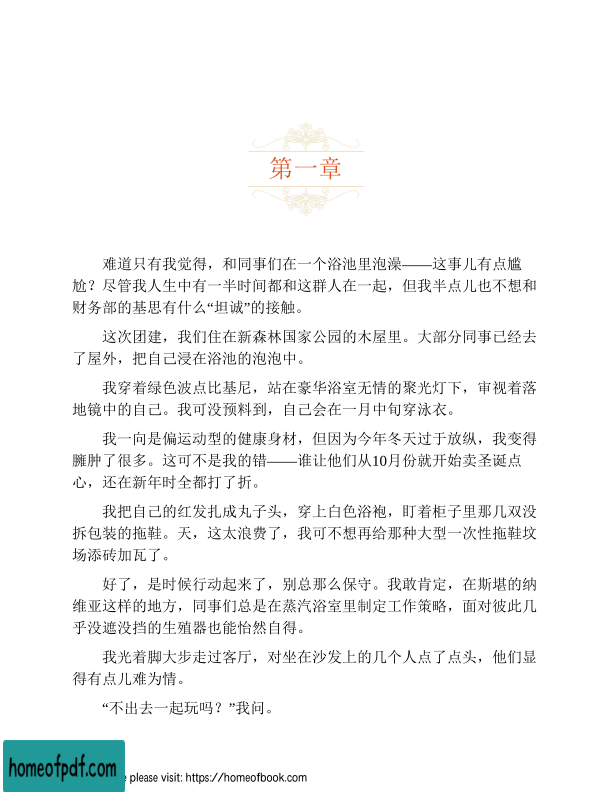 第一章
难道只有我觉得，和同事们在一个浴池里泡澡——这事儿有点尴
尬？尽管我人生中有一半时间都和这群人在一起，但我半点儿也不想和
财务部的基思有什么“坦诚”的接触。
这次团建，我们住在新森林国家公园的木屋里。大部分同事已经去
了屋外，把自己浸在浴池的泡泡中。
我穿着绿色波点比基尼，站在豪华浴室无情的聚光灯下，审视着落
地镜中的自己。我可没预料到，自己会在一月中旬穿泳衣。
我一向是偏运动型的健康身材，但因为今年冬天过于放纵，我变得
臃肿了很多。这可不是我的错——谁让他们从10月份就开始卖圣诞点
心，还在新年时全都打了折。
我把自己的红发扎成丸子头，穿上白色浴袍，盯着柜子里那几双没
拆包装的拖鞋。天，这太浪费了，我可不想再给那种大型一次性拖鞋坟
场添砖加瓦了。
好了，是时候行动起来了，别总那么保守。我敢肯定，在斯堪的纳
维亚这样的地方，同事们总是在蒸汽浴室里制定工作策略，面对彼此几
乎没遮没挡的生殖器也能怡然自得。
我光着脚大步走过客厅，对坐在沙发上的几个人点了点头，他们显
得有点儿难为情。
“不出去一起玩吗？”我问。
homeofpdf.com
e please visit: https://homeofbook.com